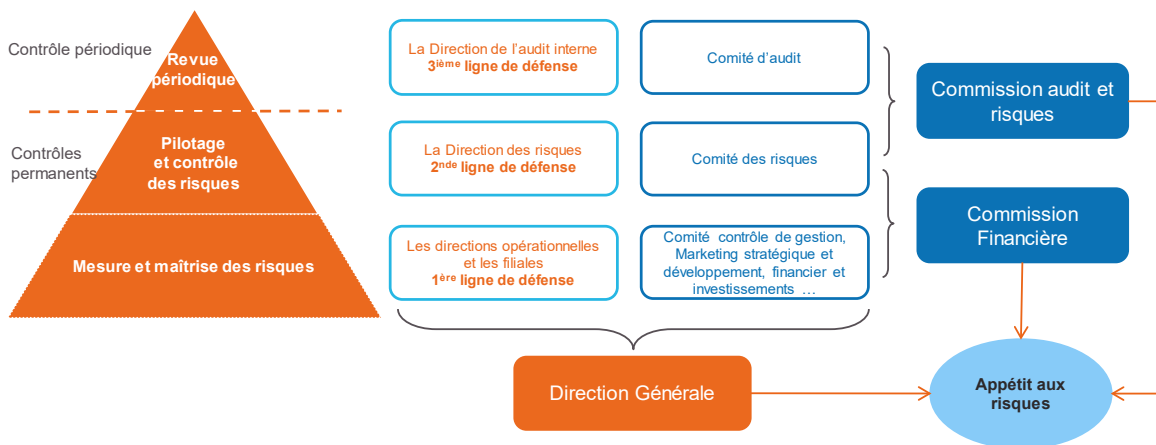 Contrôle périodique
Revue
périodique
Contrôles
permanents
Pilotage
et contrôle
des risques
Mesure et maîtrise des risques
La Direction de l'audit interne
3ième ligne de défense
Comité d'audit
La Direction des risques
2nde ligne de défense
Comité des risques
Les directions opérationnelles
et les filiales
1ère ligne de défense
Comité contrôle de gestion,
Marketing stratégique et
développement, financier et
investissements ...
Commission audit et
risques
Commission
Financière
Direction Générale
Appétit aux
risques